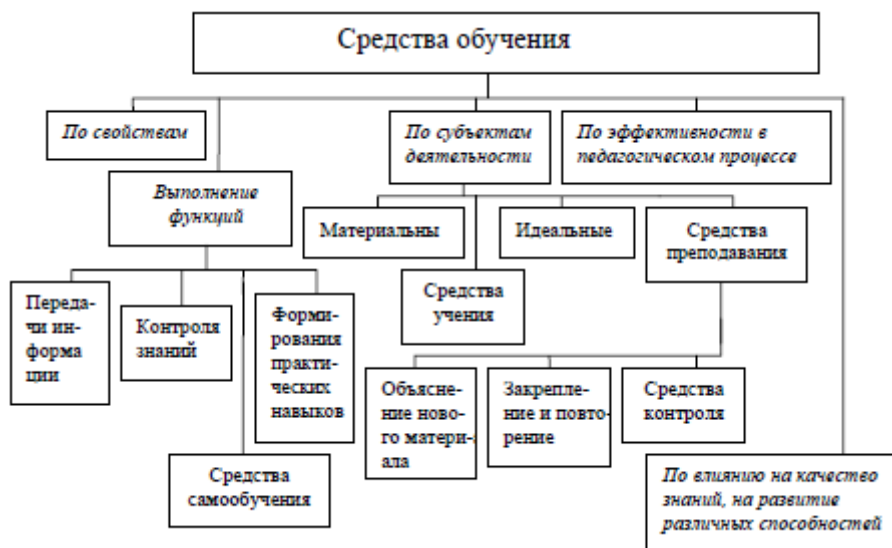 Средства обучения
По свойствам
По субъектам
деятельности
По эффективности в
педагогическом процессе
Выполнение
функций
Материальны
Идеальные
Средства
преподавания
Средства
учения
Переда-
чи ин-
форма
ции
Контроля
знаний
Форми-
рования
практи-
ческих
навыков
Объясне-
ние ново-
го матери-
ала
Закрепле-
ние и повто-
рение
Средства
контроля
Средства
самообучения
По влиянию на качество
знаний, на развитие
различных способностей